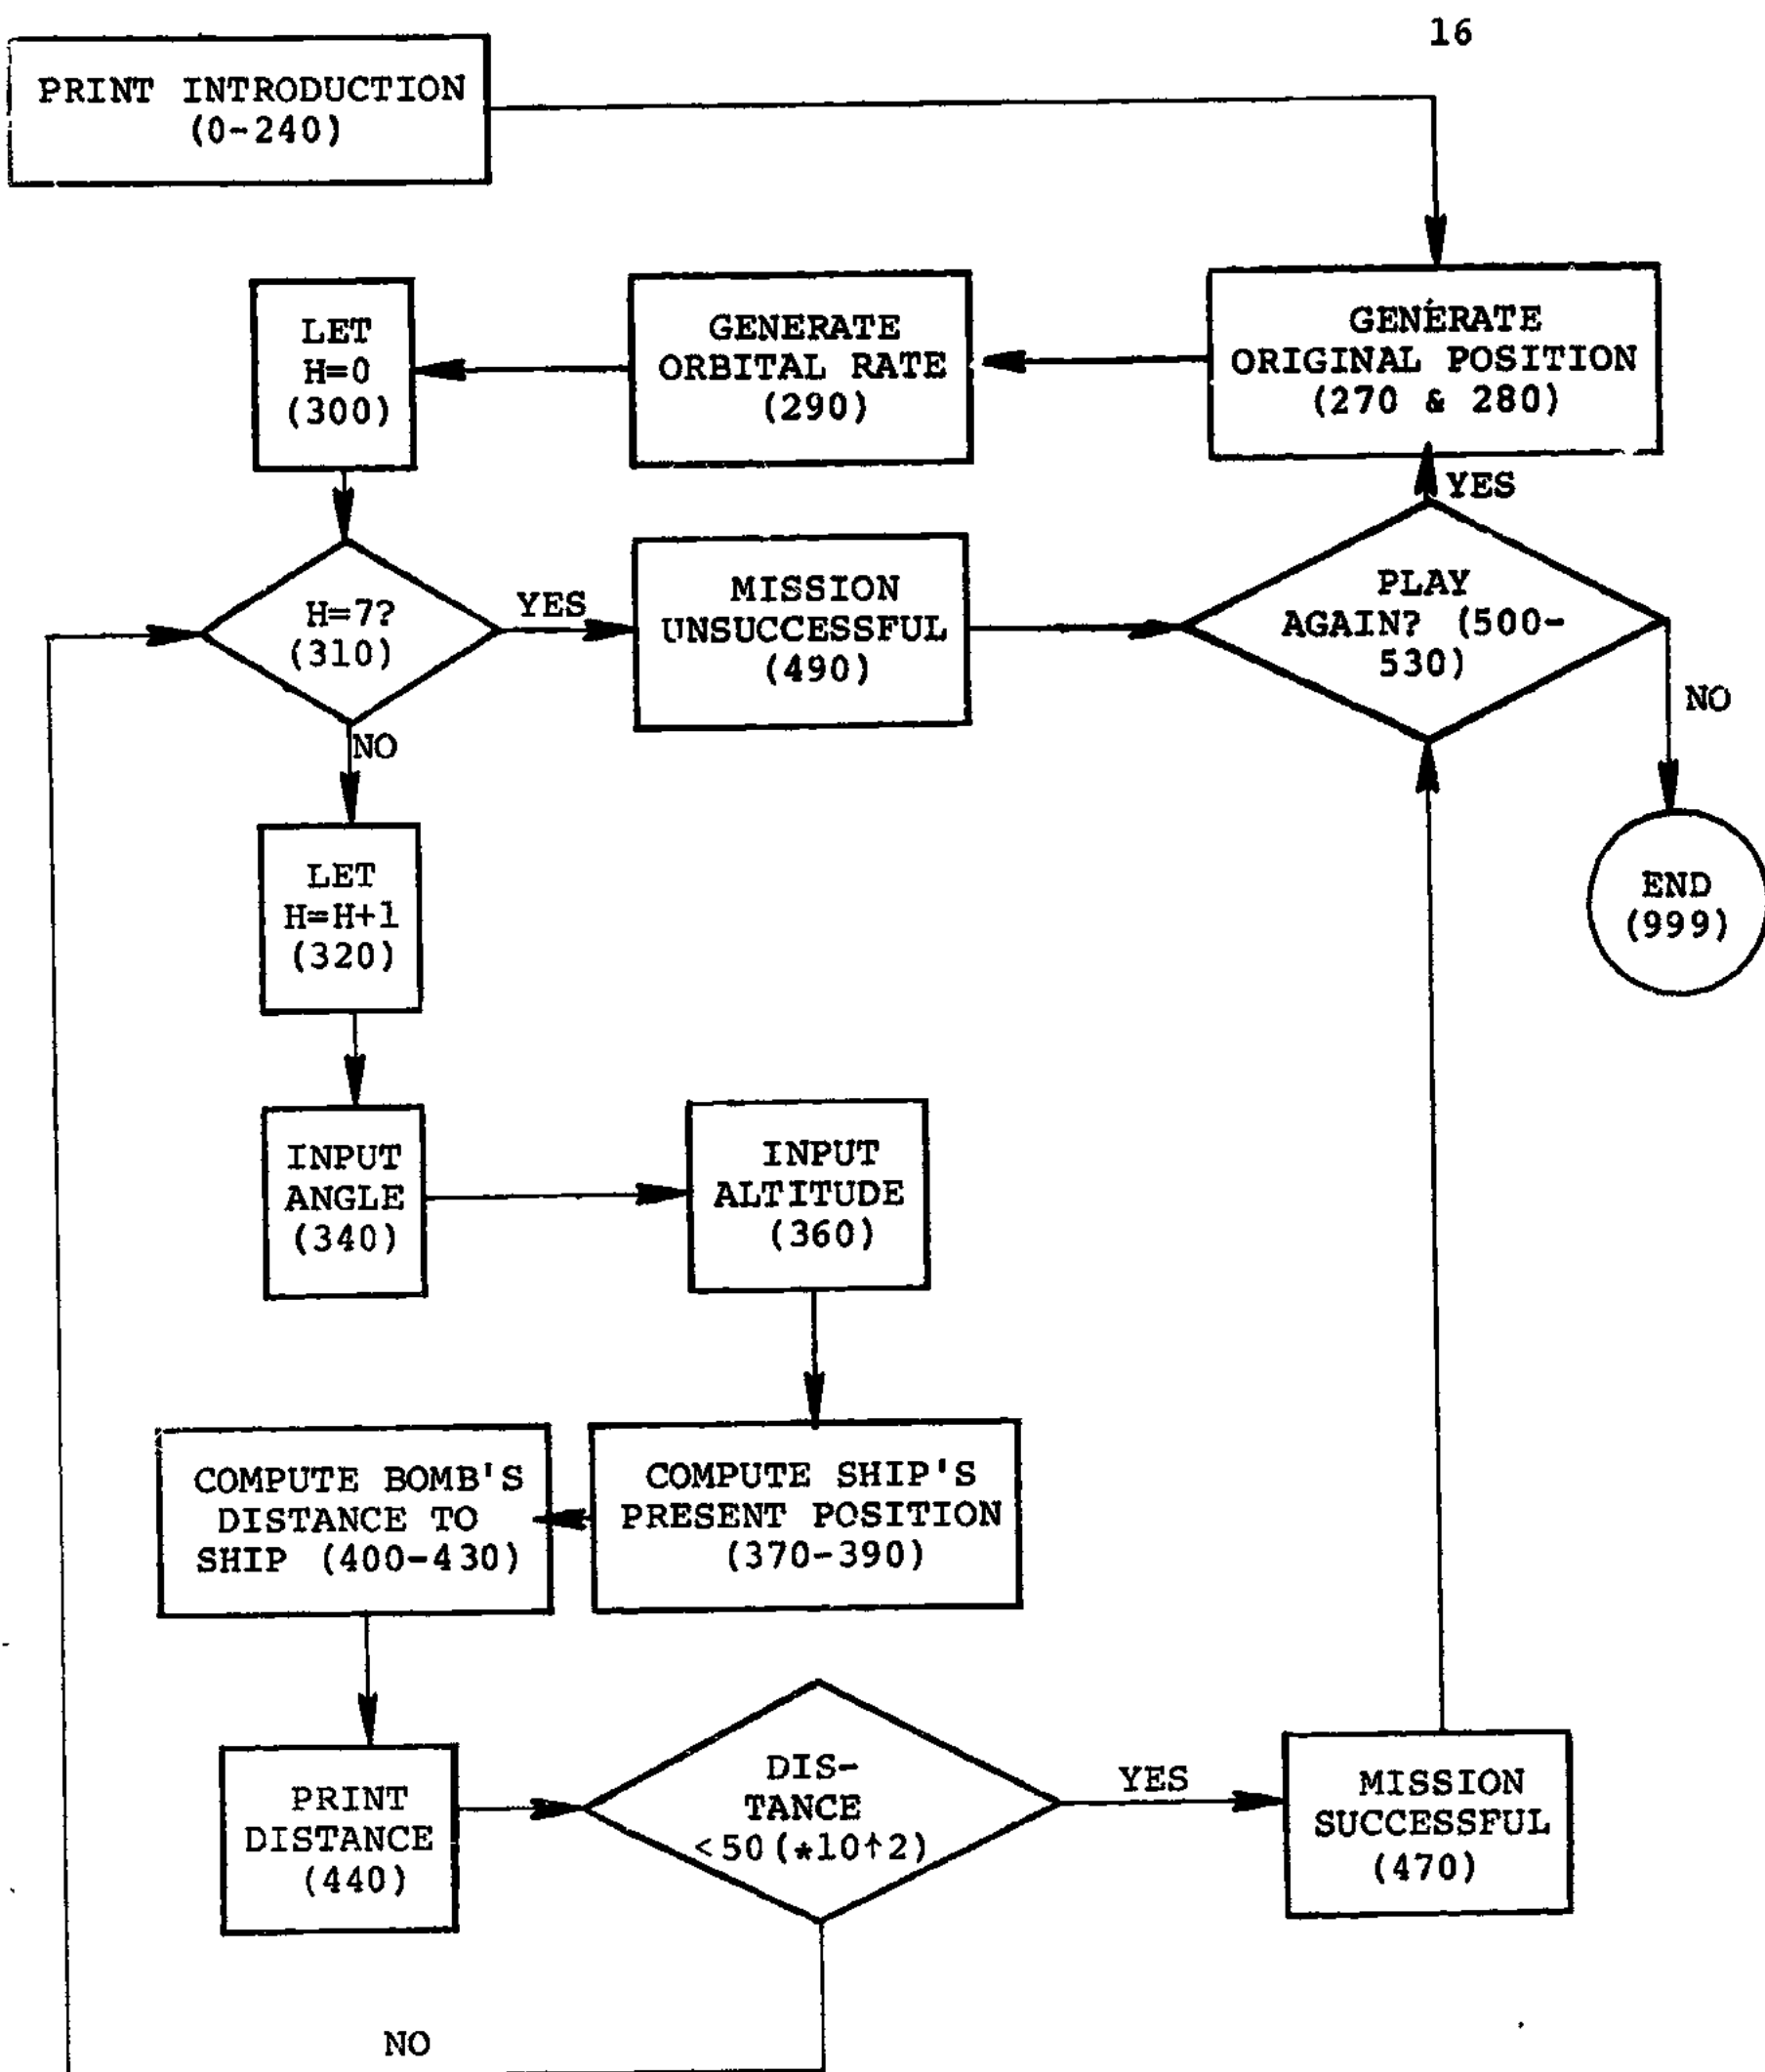 16
PRINT INTRODUCTION
(0-240)
GENERATE
ORIGINAL POSITION
(270 & 280)
GENERATE
ORBITAL RATE
(290)
LET
H=0
(300)
H=7?
(310)
YES
MISSION
UNSUCCESSFUL
(490)
PLAY
AGAIN? (500-
530)
YES
NO
END
(999)
NO
LET
H=H+1
(320)
INPUT
ANGLE
(340)
INPUT
ALTITUDE
(360)
COMPUTE SHIP'S
PRESENT POSITION
(370-390)
COMPUTE BOMB'S
DISTANCE TO
SHIP (400-430)
PRINT
DISTANCE
(440)
DIS-
TANCE
<50(*10↑2)
YES
MISSION
SUCCESSFUL
(470)
NO